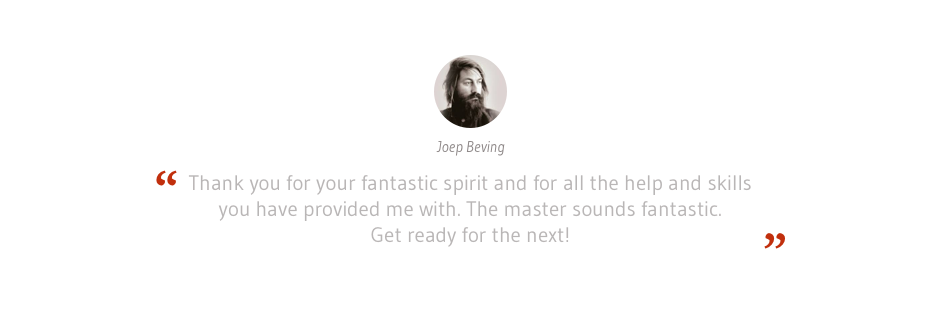 Joep Beving
“ Thank you for your fantastic spirit and for all the help and skills
you have provided me with. The master sounds fantastic.
Get ready for the next! ”